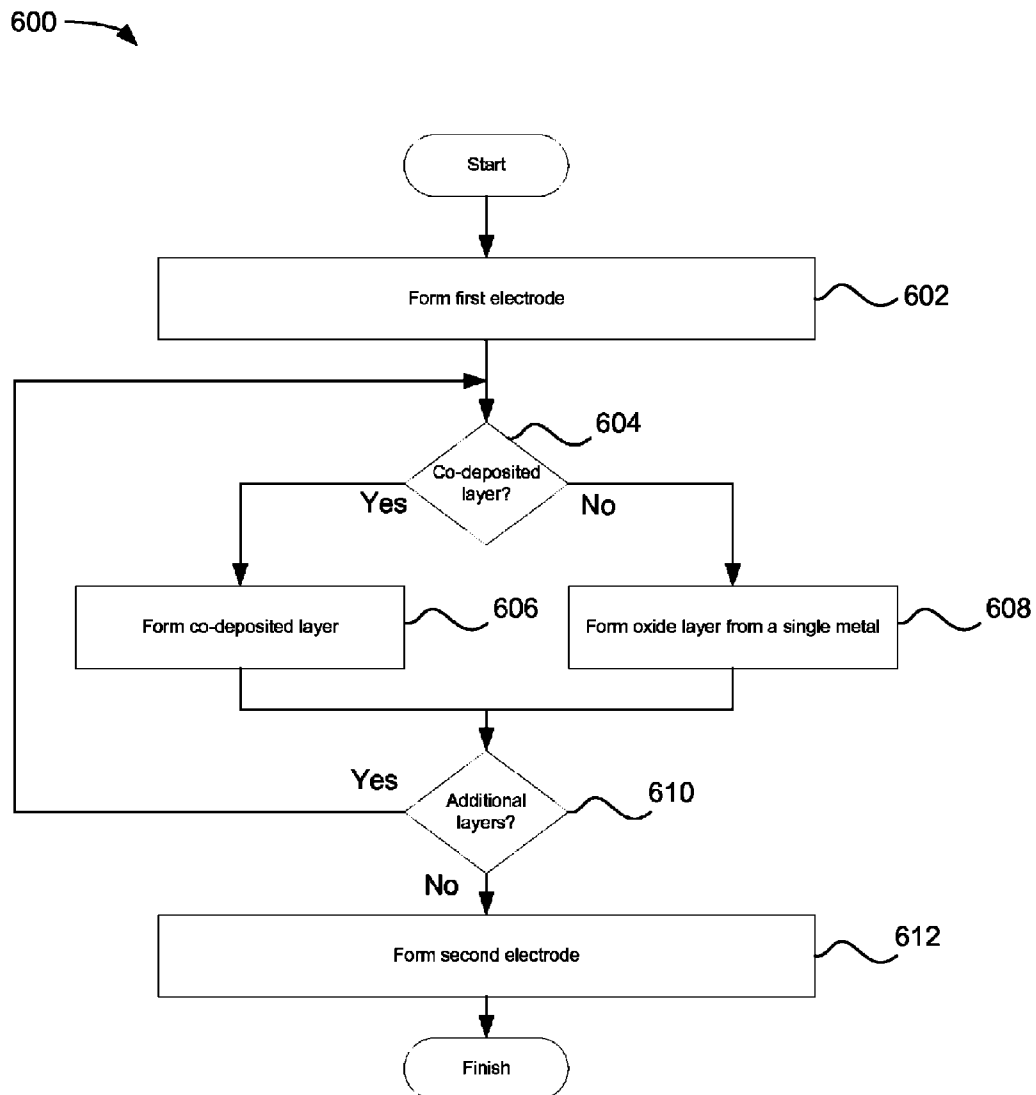 600
Start
Form first electrode
602
604
Co-deposited
layer?
Yes
No
Form co-deposited layer
606
Form oxide layer from a single metal
608
Yes
Additional
layers?
610
No
Form second electrode
612
Finish